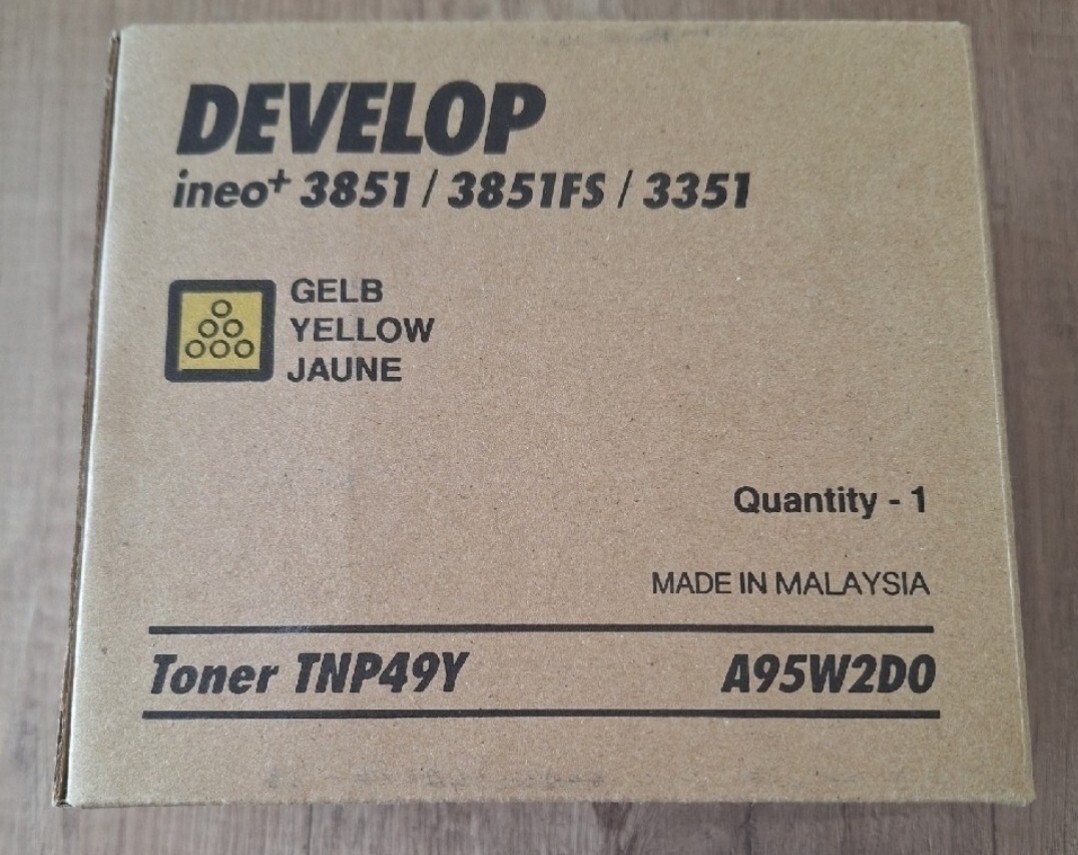 DEVELOP
ineo+ 3851 / 3851FS / 3351
GELB
YELLOW
JAUNE
Quantity - 1
MADE IN MALAYSIA
Toner TNP49Y A95W2D0